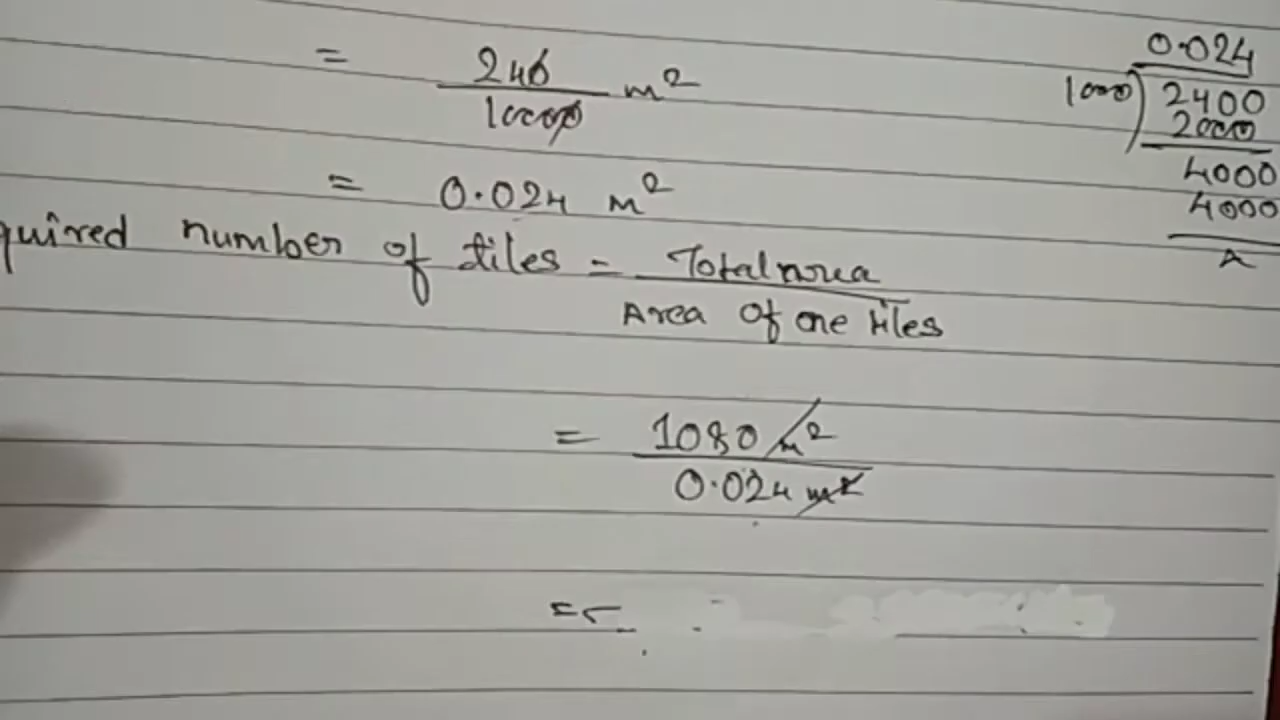 = 240/10000 m²
= 0.024 m²
quired number of tiles = Total area/Area of one tiles
= 1080 m²/0.024 m²
=
0.024
1000)2400
2000
4000
4000